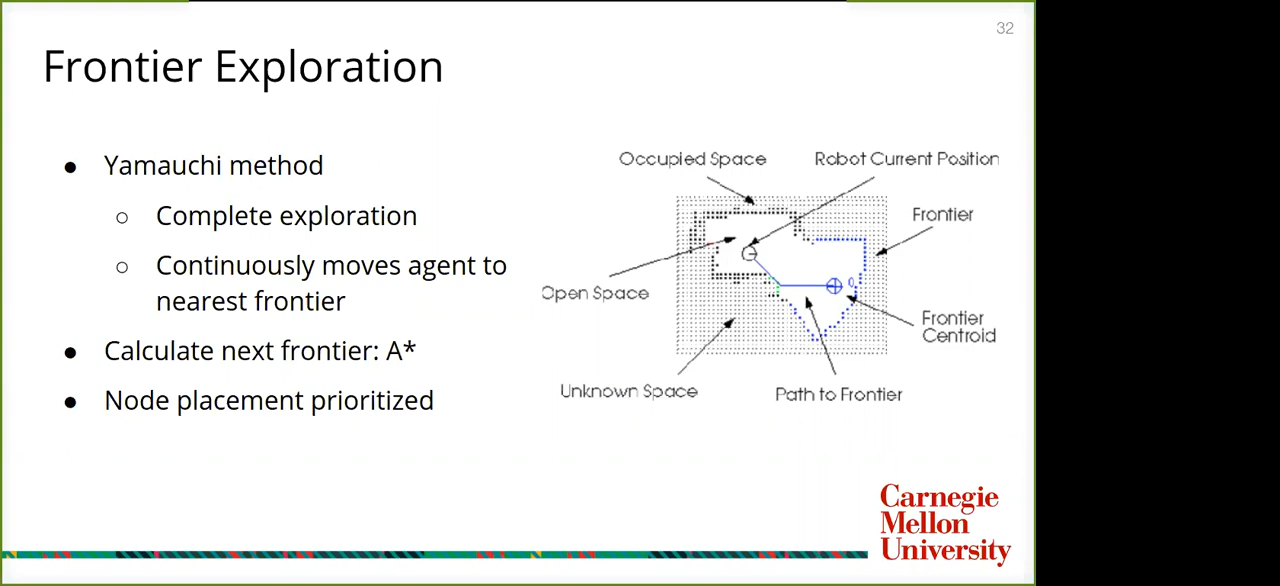 32
Frontier Exploration
● Yamauchi method
○ Complete exploration
○ Continuously moves agent to
nearest frontier
● Calculate next frontier: A*
● Node placement prioritized
Occupied Space
Robot Current Position
Frontier
Open Space
0
Frontier
Centroid
Unknown Space
Path to Frontier
Carnegie
Mellon
University